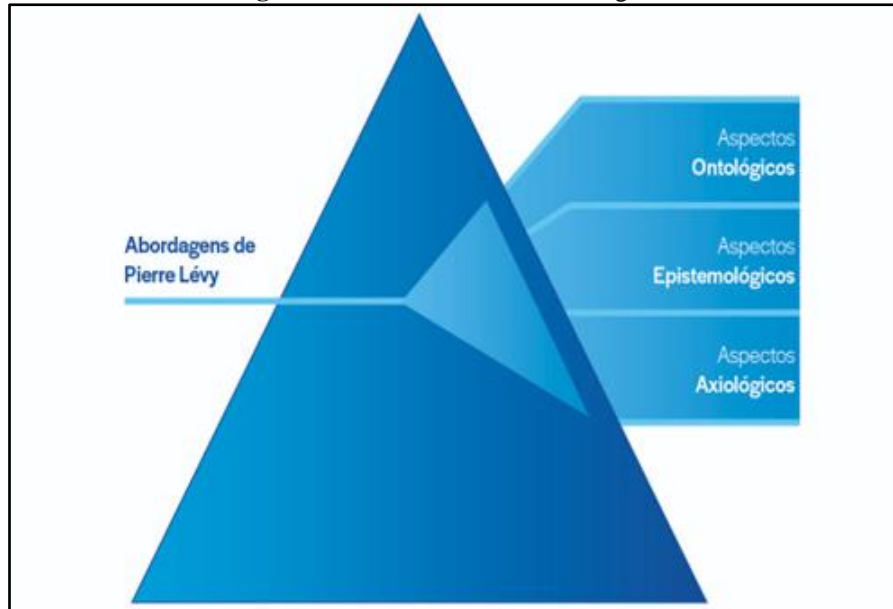 Abordagens de
Pierre Lévy
Aspectos
Ontológicos
Aspectos
Epistemológicos
Aspectos
Axiológicos